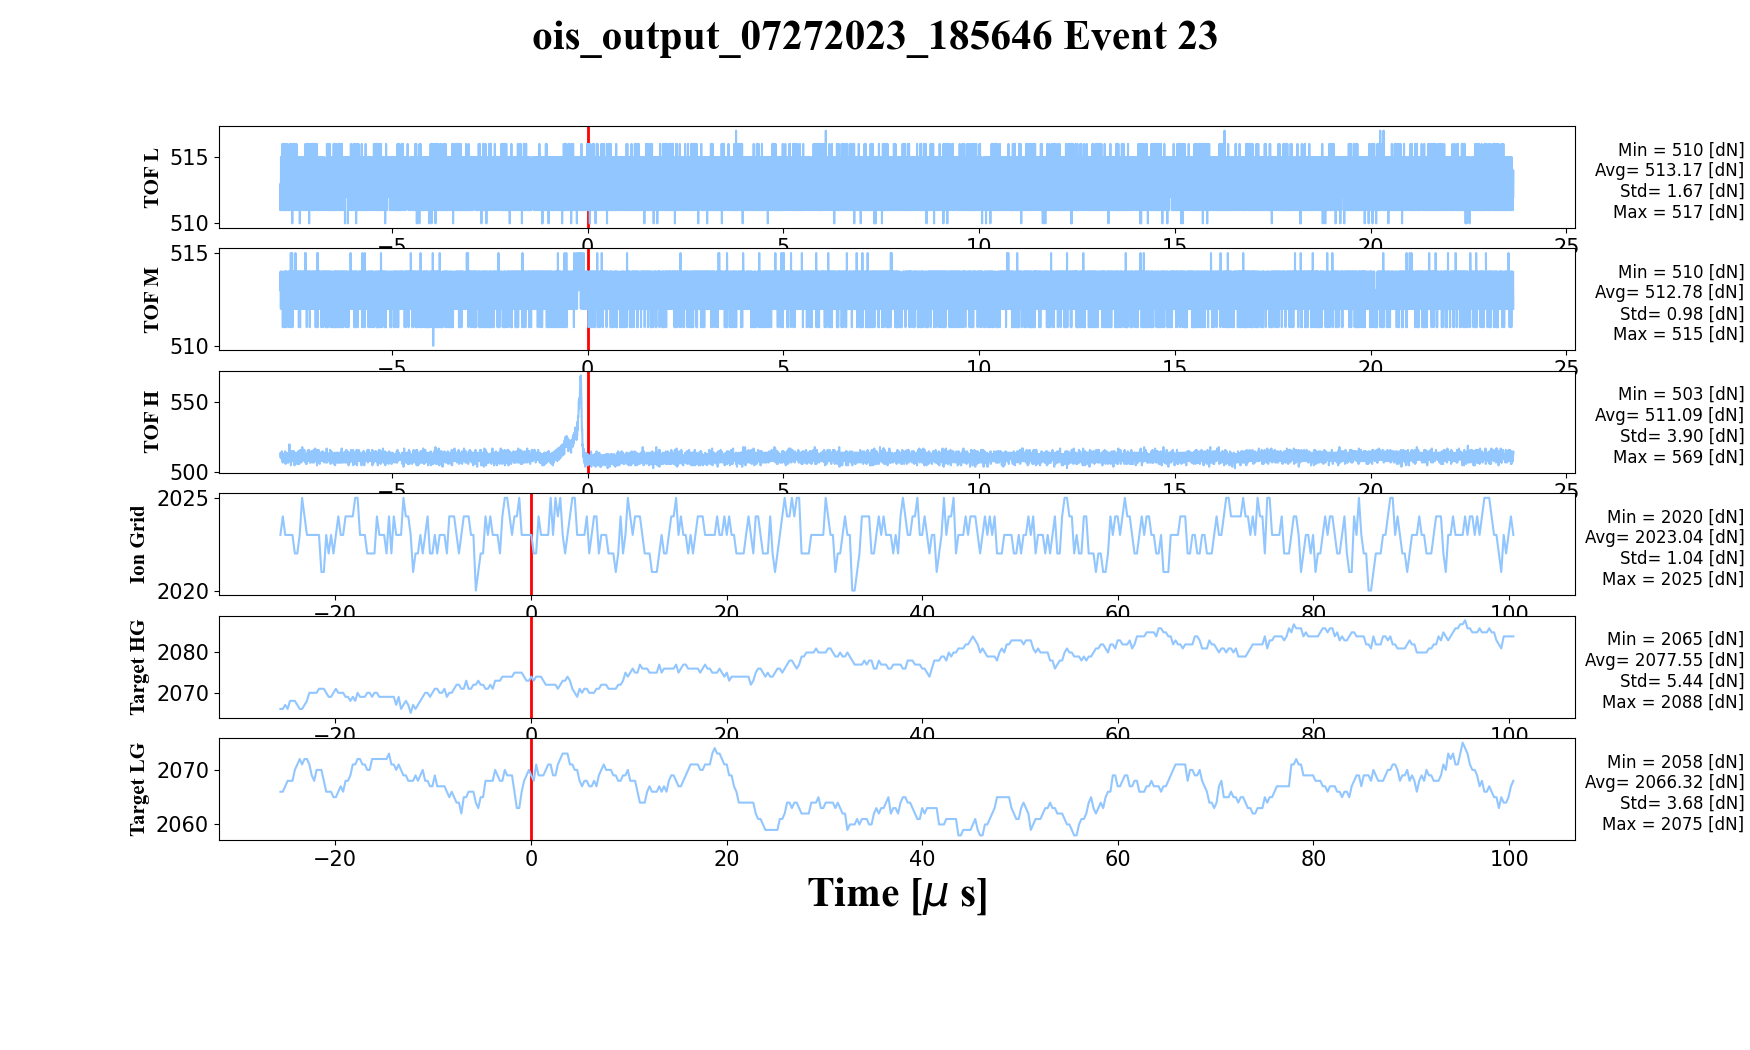 ois_output_07272023_185646 Event 23
TOF L
515
510
−5
0
5
10
15
20
25
Min = 510 [dN]
Avg= 513.17 [dN]
Std= 1.67 [dN]
Max = 517 [dN]
TOF M
515
510
−5
0
5
10
15
20
25
Min = 510 [dN]
Avg= 512.78 [dN]
Std= 0.98 [dN]
Max = 515 [dN]
TOF H
550
500
−5
0
5
10
15
20
25
Min = 503 [dN]
Avg= 511.09 [dN]
Std= 3.90 [dN]
Max = 569 [dN]
Ion Grid
2025
2020
−20
0
20
40
60
80
100
Min = 2020 [dN]
Avg= 2023.04 [dN]
Std= 1.04 [dN]
Max = 2025 [dN]
Target HG
2080
2070
−20
0
20
40
60
80
100
Min = 2065 [dN]
Avg= 2077.55 [dN]
Std= 5.44 [dN]
Max = 2088 [dN]
Target LG
2070
2060
−20
0
20
40
60
80
100
Min = 2058 [dN]
Avg= 2066.32 [dN]
Std= 3.68 [dN]
Max = 2075 [dN]
Time [μ s]